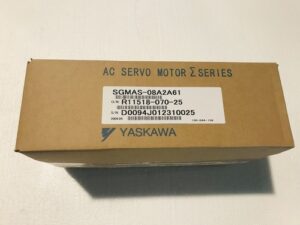 AC SERVO MOTOR Σ SERIES
SGMAS-08A2A61
O/N R11518-070-25
S/N D0094J012310025
YASKAWA